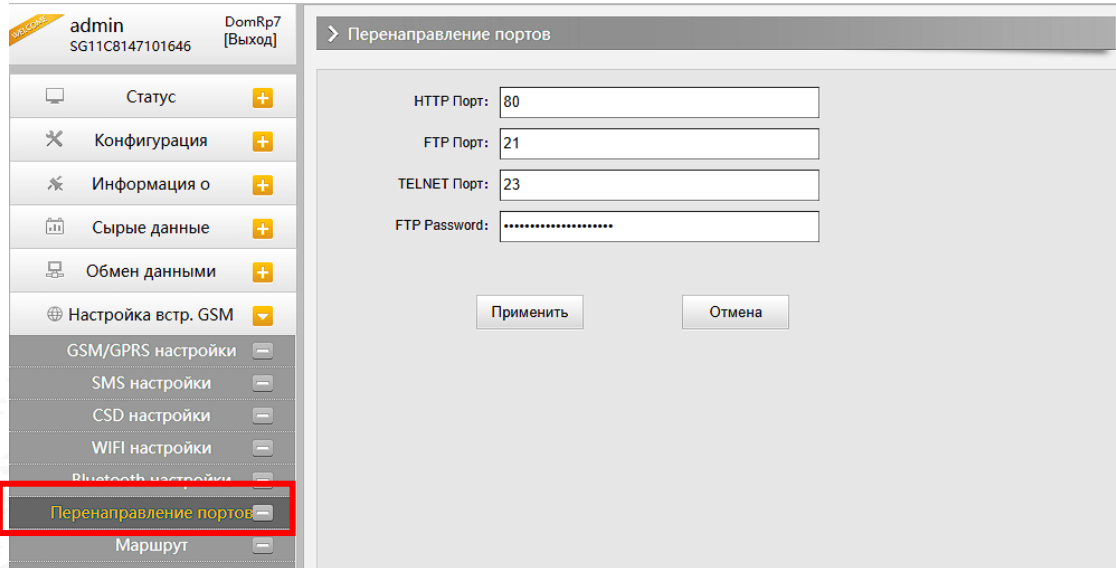 WELCOME
admin
DomRp7
SG11C8147101646
[Выход]
Статус
Конфигурация
Информация о
Сырые данные
Обмен данными
Настройка встр. GSM
GSM/GPRS настройки
SMS настройки
CSD настройки
WIFI настройки
Bluetooth настройки
Перенаправление портов
Маршрут
Перенаправление портов
HTTP Порт: 80
FTP Порт: 21
TELNET Порт: 23
FTP Password: •••••••••••••••••••••
Применить
Отмена